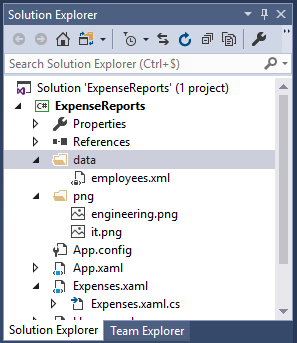 Solution Explorer
Search Solution Explorer (Ctrl+$)
Solution 'ExpenseReports' (1 project)
C# ExpenseReports
Properties
References
data
employees.xml
png
engineering.png
it.png
App.config
App.xaml
Expenses.xaml
Expenses.xaml.cs
Solution Explorer Team Explorer